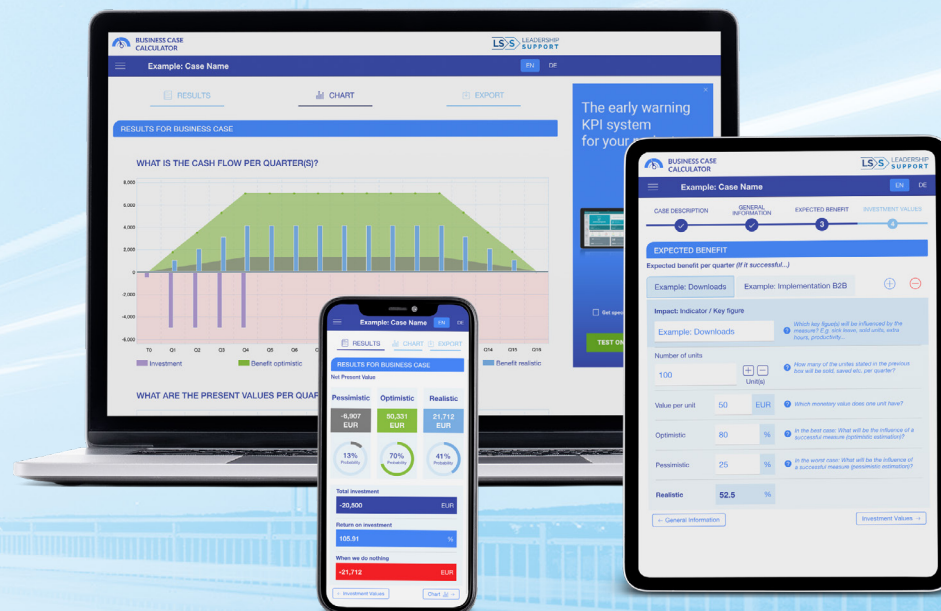 BUSINESS CASE
CALCULATOR
LS>S LEADERSHIP
SUPPORT
Example: Case Name
EN DE
RESULTS
CHART
EXPORT
RESULTS FOR BUSINESS CASE
WHAT IS THE CASH FLOW PER QUARTER(S)?
8,000
6,000
4,000
2,000
0
-2,000
-4,000
-6,000
T0 Q1 Q2 Q3 Q4 Q5 Q6 Q14 Q15 Q16
Investment
Benefit optimistic
Benefit realistic
WHAT ARE THE PRESENT VALUES PER
The early warning
KPI system
for your
TEST
Example: Case Name EN DE
RESULTS CHART EXPORT
RESULTS FOR BUSINESS CASE
Net Present Value
Pessimistic Optimistic Realistic
-6,907 50,331 21,712
EUR EUR EUR
13% 70% 41%
Probability Probability Probability
Total investment
-20,500 EUR
Return on investment
105.91 %
When we do nothing
-21,712 EUR
← Investment Values
Chart →
BUSINESS CASE
CALCULATOR
LS>S LEADERSHIP
SUPPORT
Example: Case Name
EN DE
CASE DESCRIPTION
GENERAL
INFORMATION
EXPECTED BENEFIT
INVESTMENT VALUES
3
4
EXPECTED BENEFIT
Expected benefit per quarter (If it successful...)
Example: Downloads
Example: Implementation B2B
Impact: Indicator / Key figure
Example: Downloads
Which key figure(s) will be influenced by the
measure? E.g. sick leave, sold units, extra
hours, productivity...
Number of units
100
Unit(s)
How many of the unites stated in the previous
box will be sold, saved etc. per quarter?
Value per unit 50 EUR
Which monetary value does one unit have?
Optimistic 80 %
In the best case: What will be the influence of a
successful measure (optimistic estimation)?
Pessimistic 25 %
In the worst case: What will be the influence of
a successful measure (pessimistic estimation)?
Realistic 52.5 %
← General Information
Investment Values →